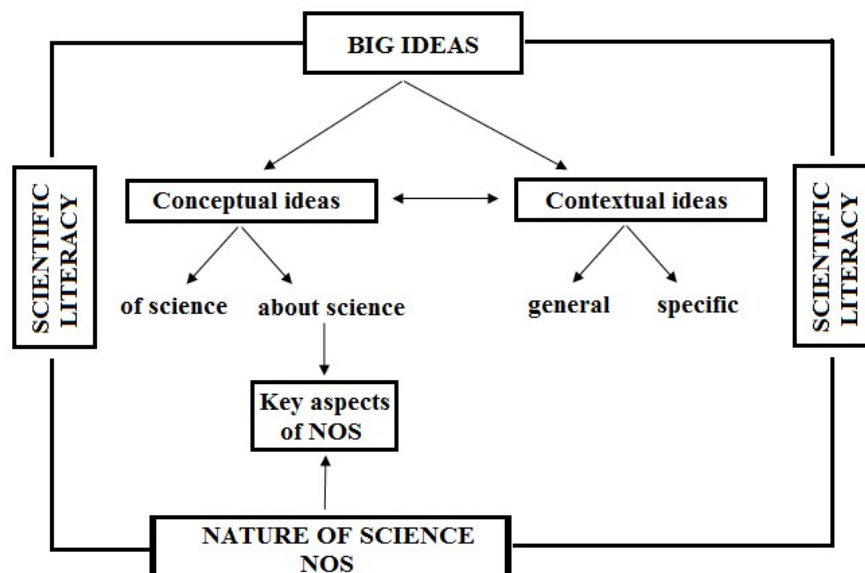 BIG IDEAS
SCIENTIFIC
LITERACY
Conceptual ideas
Contextual ideas
SCIENTIFIC
LITERACY
of science
about science
general
specific
Key aspects
of NOS
NATURE OF SCIENCE
NOS